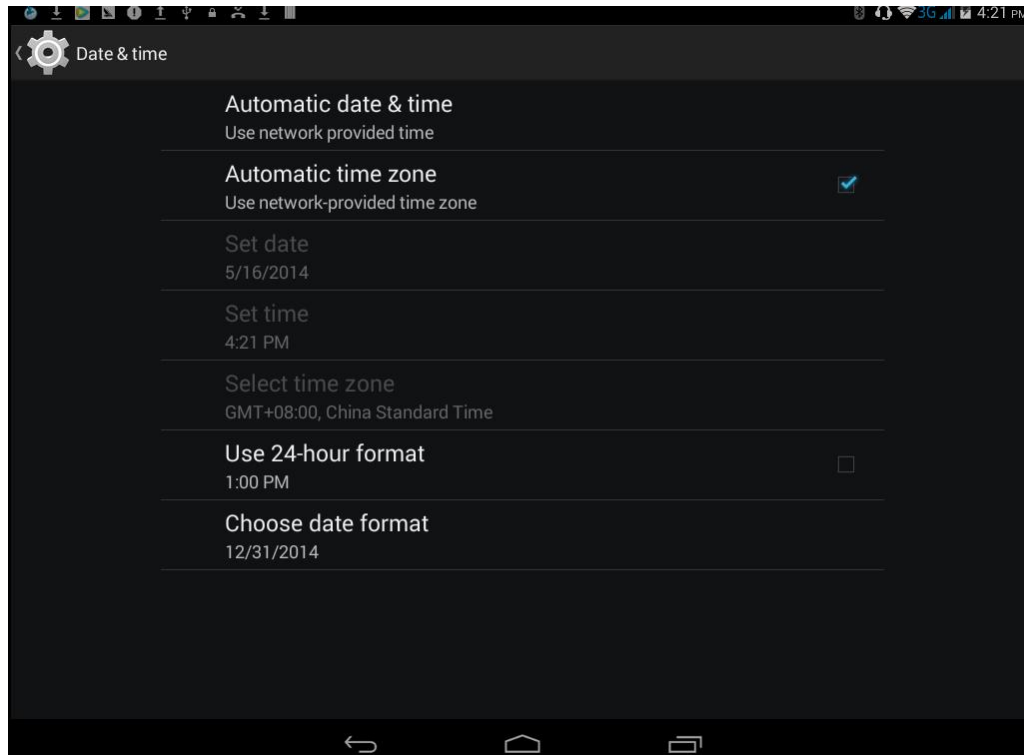 3G 4:21 PM
Date & time
Automatic date & time
Use network provided time
Automatic time zone
Use network-provided time zone
Set date
5/16/2014
Set time
4:21 PM
Select time zone
GMT+08:00, China Standard Time
Use 24-hour format
1:00 PM
Choose date format
12/31/2014